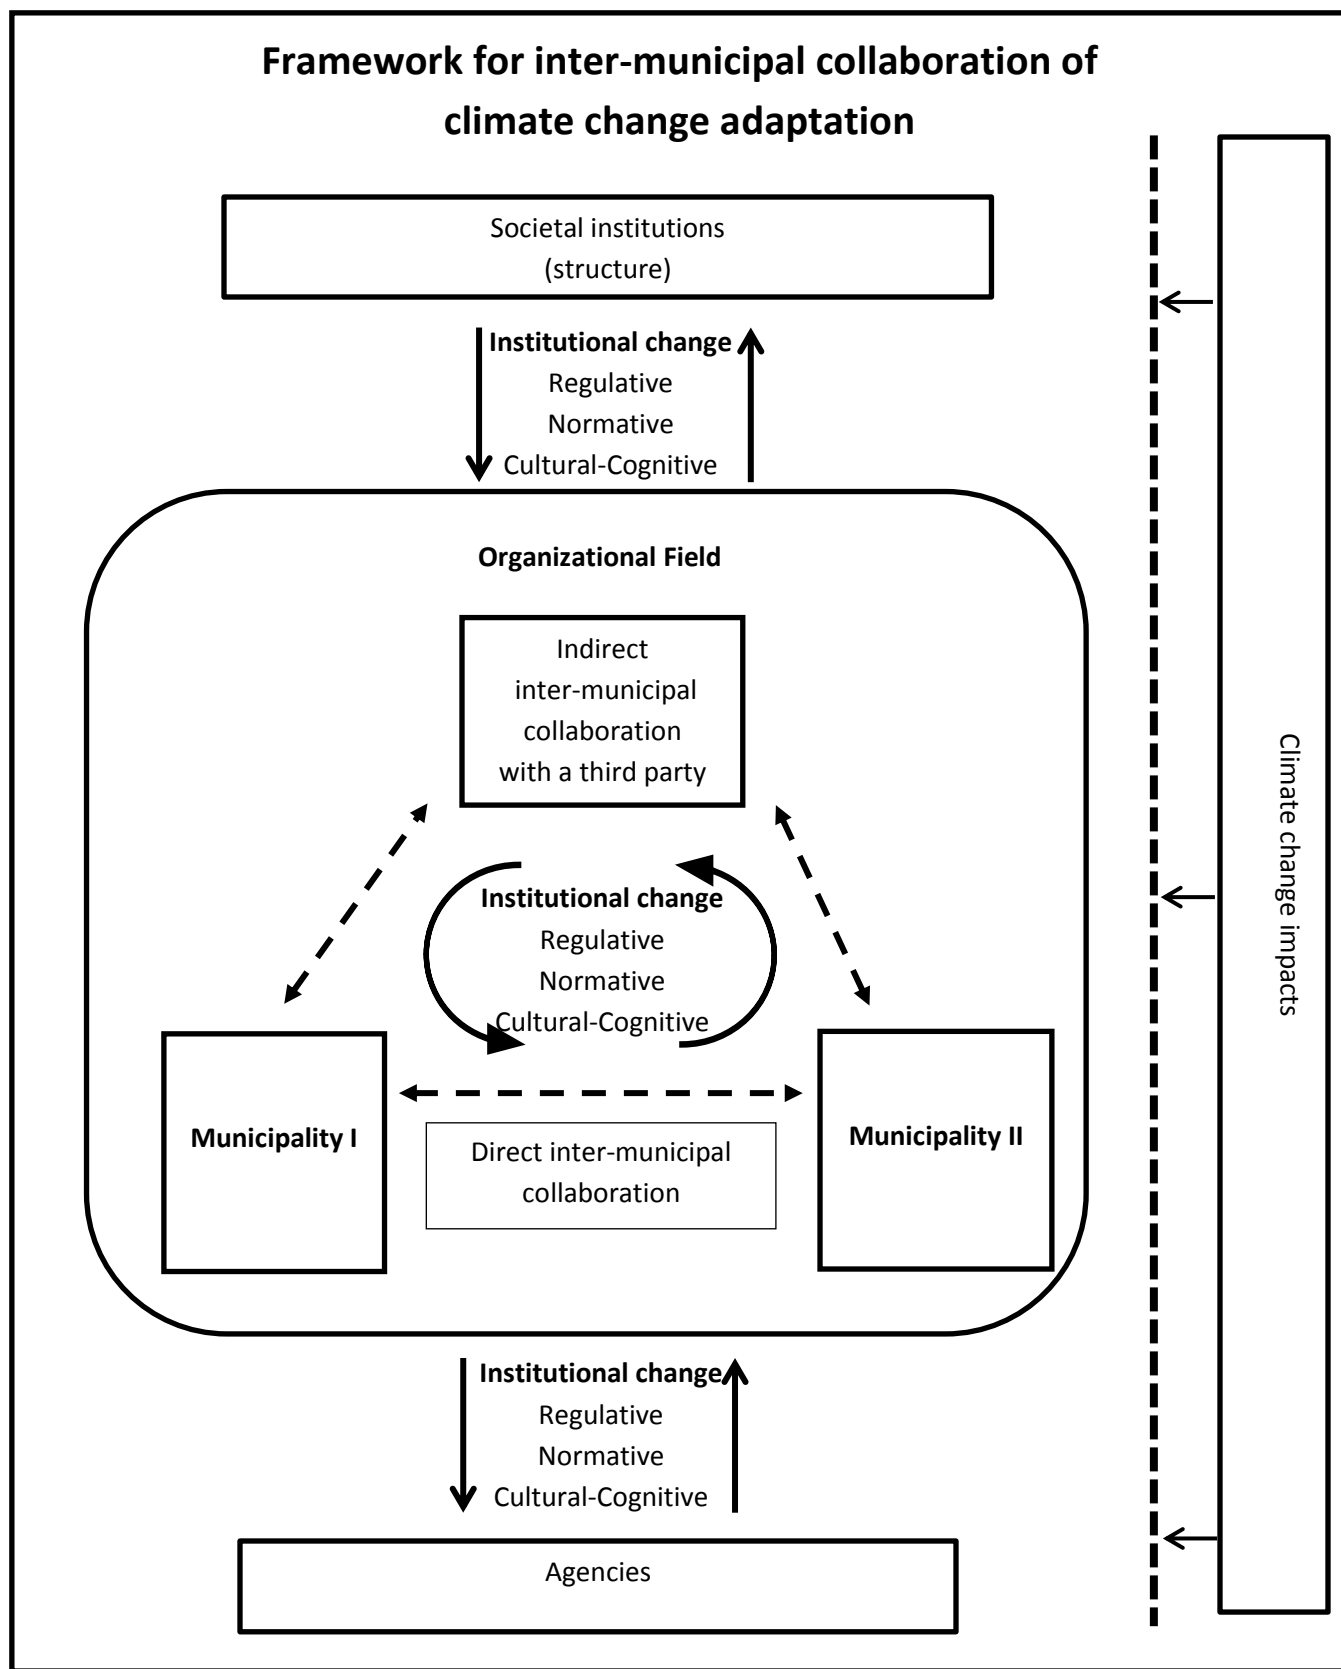 Framework for inter-municipal collaboration of
climate change adaptation
Societal institutions
(structure)
Institutional change
Regulative
Normative
Cultural-Cognitive
Organizational Field
Indirect
inter-municipal
collaboration
with a third party
Institutional change
Regulative
Normative
Cultural-Cognitive
Municipality I
Municipality II
Direct inter-municipal
collaboration
Institutional change
Regulative
Normative
Cultural-Cognitive
Agencies
Climate change impacts